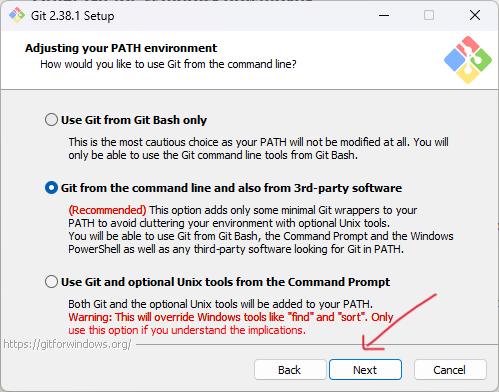 Git 2.38.1 Setup
Adjusting your PATH environment
How would you like to use Git from the command line?
Use Git from Git Bash only
This is the most cautious choice as your PATH will not be modified at all. You will
only be able to use the Git command line tools from Git Bash.
Git from the command line and also from 3rd-party software
(Recommended) This option adds only some minimal Git wrappers to your
PATH to avoid cluttering your environment with optional Unix tools.
You will be able to use Git from Git Bash, the Command Prompt and the Windows
PowerShell as well as any third-party software looking for Git in PATH.
Use Git and optional Unix tools from the Command Prompt
Both Git and the optional Unix tools will be added to your PATH.
Warning: This will override Windows tools like "find" and "sort". Only
use this option if you understand the implications.
https://gitforwindows.org/
Back Next Cancel